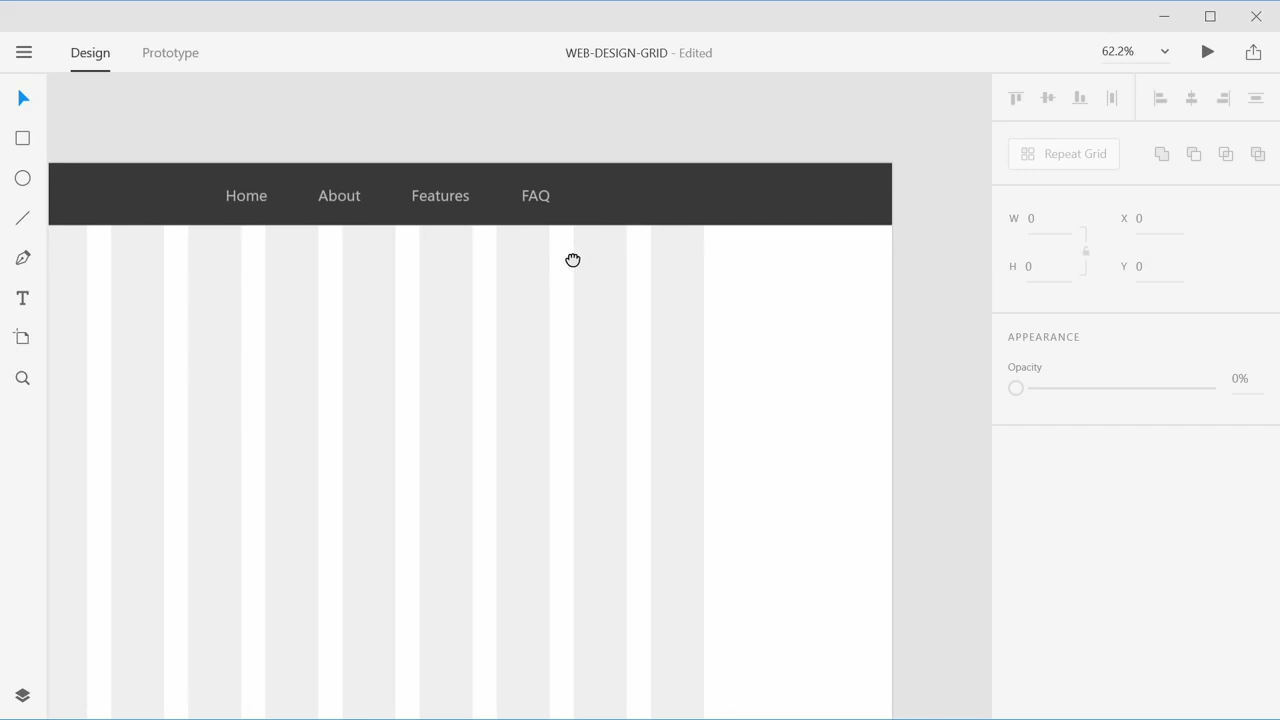 Design Prototype WEB-DESIGN-GRID - Edited 62.2%
Repeat Grid
Home About Features FAQ
W 0 X 0
H 0 Y 0
APPEARANCE
Opacity
0%
T